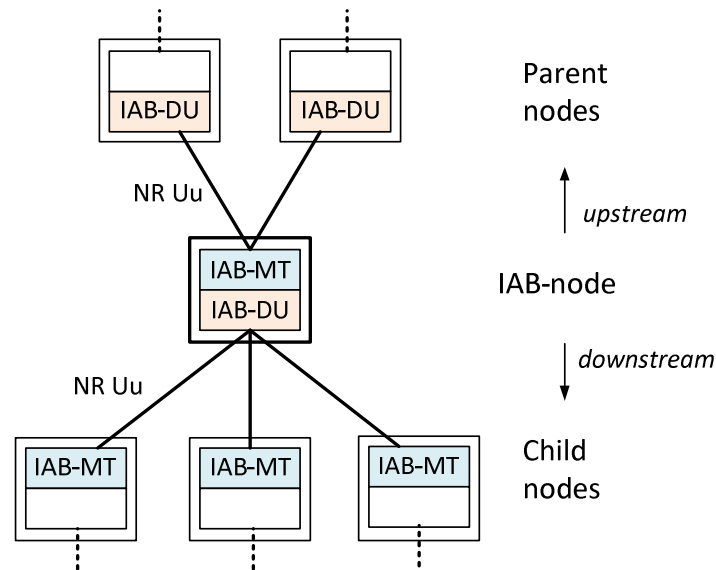 IAB-DU
IAB-DU
Parent
nodes
NR Uu
upstream
IAB-MT
IAB-DU
IAB-node
NR Uu
downstream
IAB-MT
IAB-MT
IAB-MT
Child
nodes